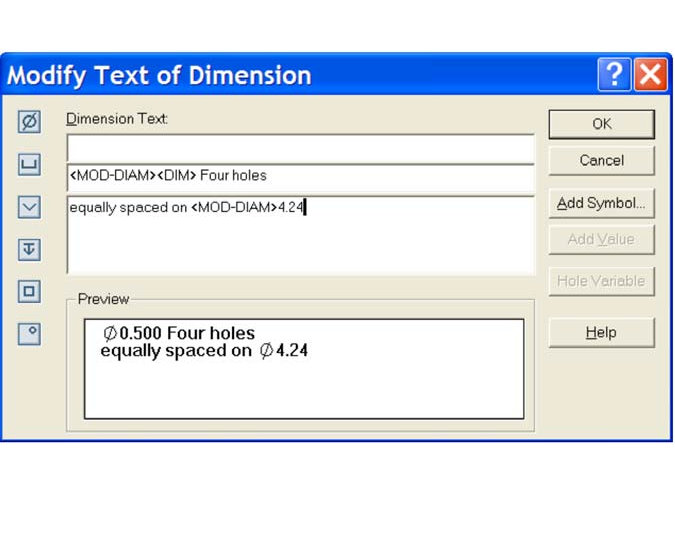 Modify Text of Dimension
Dimension Text:
<MOD-DIAM><DIM> Four holes
equally spaced on <MOD-DIAM>4.24
Preview
Ø0.500 Four holes
equally spaced on Ø4.24
OK
Cancel
Add Symbol...
Add Value
Hole Variable
Help